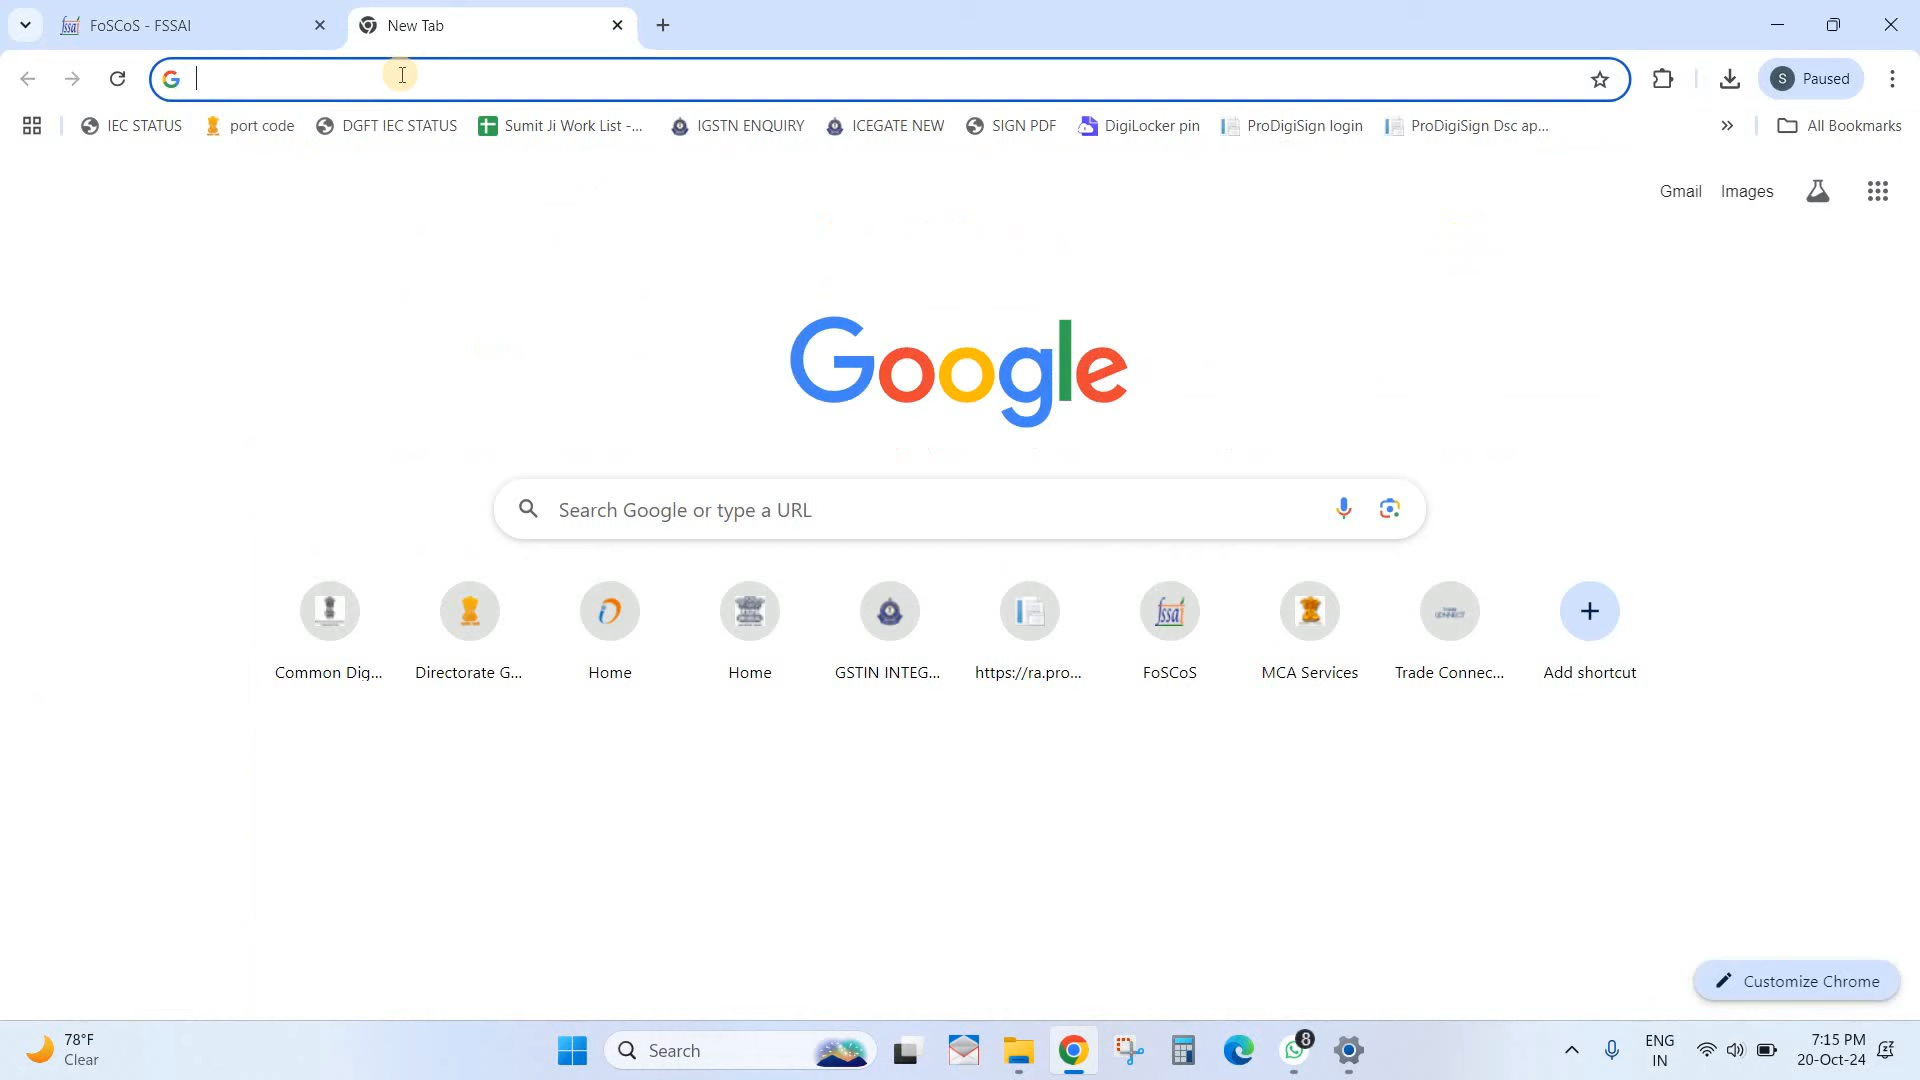 FoSCoS - FSSAI
New Tab
S Paused
IEC STATUS port code DGFT IEC STATUS Sumit Ji Work List -... IGSTN ENQUIRY ICEGATE NEW SIGN PDF DigiLocker pin ProDigiSign login ProDigiSign Dsc ap... All Bookmarks
Gmail Images
Google
Search Google or type a URL
fssai
Common Dig... Directorate G... Home Home GSTIN INTEG... https://ra.pro... FoSCoS MCA Services Trade Connec... Add shortcut
Customize Chrome
78°F
Clear
Search
8
ENG
IN
7:15 PM
20-Oct-24